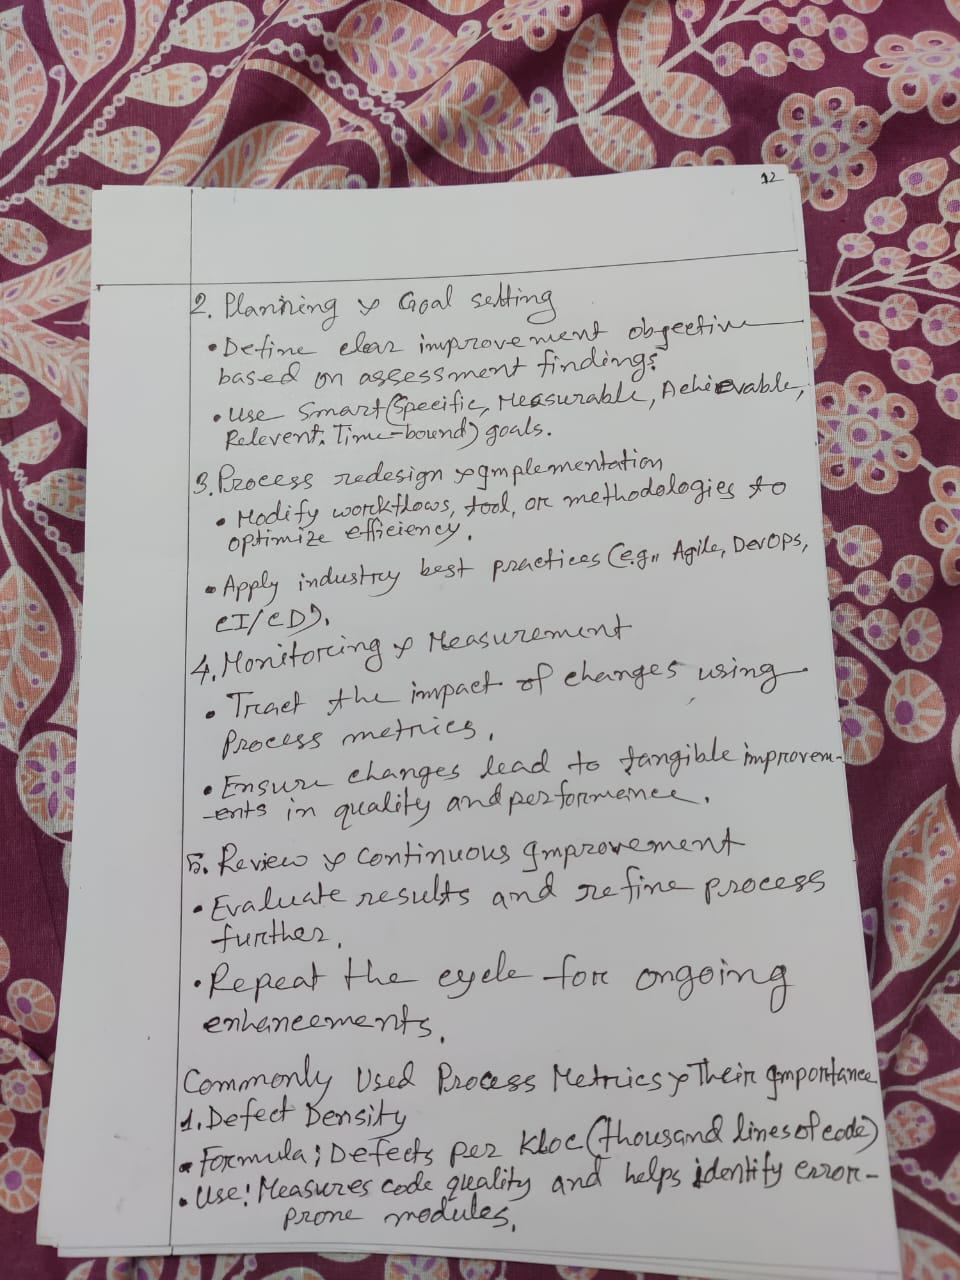 12
2. Planning & Goal setting
• Define clear improvement objective
based on assessment findings.
• Use Smart (Specific, Measurable, Achievable,
Relevent, Time-bound) goals.
3. Process redesign & Implementation
• Modify workflows, tool, or methodologies to
optimize efficiency.
• Apply industry best practices (e.g., Agile, DevOps,
CI/CD).
4. Monitoring & Measurement
• Tract the impact of changes using
Process metrics.
• Ensure changes lead to tangible improvem-
-ents in quality and performence.
5. Review & Continuous Improvement
• Evaluate results and refine process
further.
• Repeat the cycle for ongoing
enhancements.
Commonly Used Process Metrics & Their Importance
1. Defect Density
• Formula: Defects per KLOC (thousand lines of code)
• Use: Measures code quality and helps identify error-
prone modules.